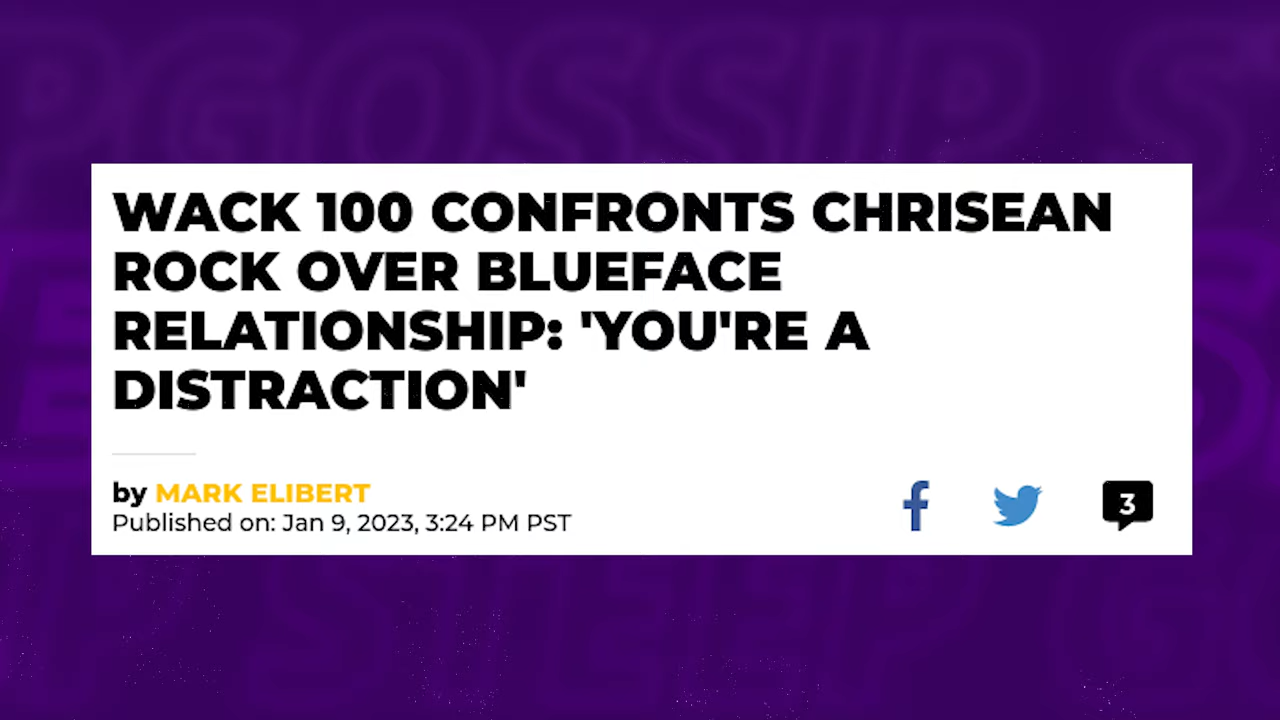 WACK 100 CONFRONTS CHRISEAN
ROCK OVER BLUEFACE
RELATIONSHIP: 'YOU'RE A
DISTRACTION'
by MARK ELIBERT
Published on: Jan 9, 2023, 3:24 PM PST
3